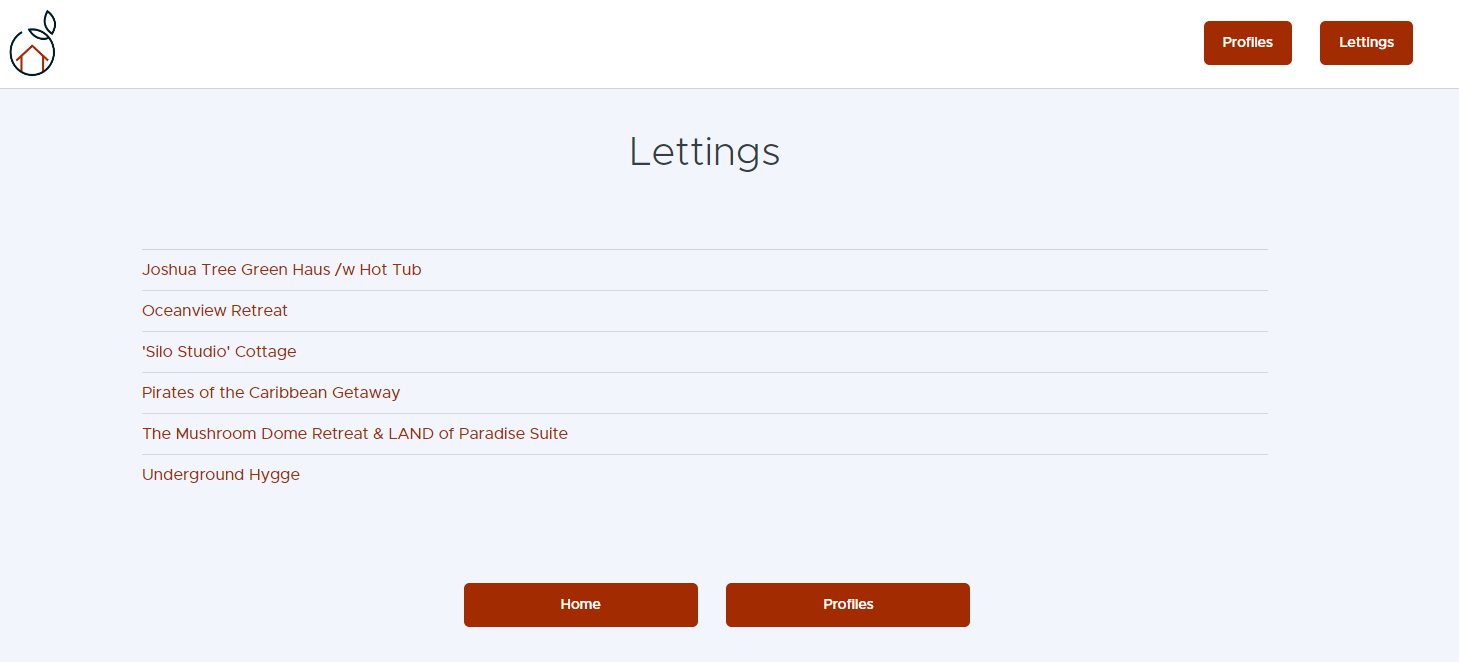 Profiles
Lettings
Lettings
Joshua Tree Green Haus /w Hot Tub
Oceanview Retreat
'Silo Studio' Cottage
Pirates of the Caribbean Getaway
The Mushroom Dome Retreat & LAND of Paradise Suite
Underground Hygge
Home
Profiles